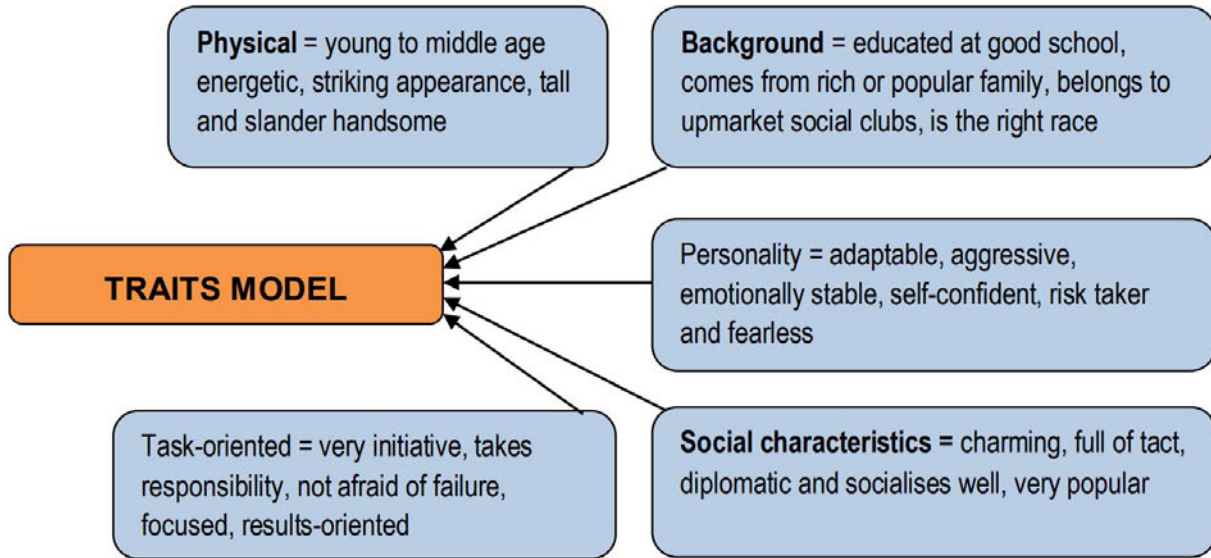 Physical = young to middle age
energetic, striking appearance, tall
and slander handsome
Background = educated at good school,
comes from rich or popular family, belongs to
upmarket social clubs, is the right race
TRAITS MODEL
Personality = adaptable, aggressive,
emotionally stable, self-confident, risk taker
and fearless
Task-oriented = very initiative, takes
responsibility, not afraid of failure,
focused, results-oriented
Social characteristics = charming, full of tact,
diplomatic and socialises well, very popular